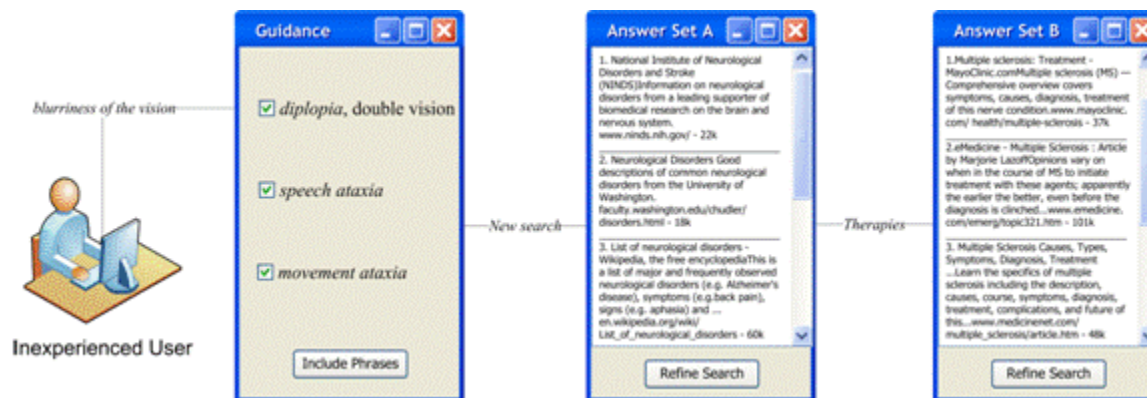 Guidance
Answer Set A
Answer Set B
blurriness of the vision
diplopia, double vision
speech ataxia
movement ataxia
Include Phrases
Inexperienced User
New search
1. National Institute of Neurological
Disorders and Stroke
(NINDS)Information on neurological
disorders from a leading supporter of
biomedical research on the brain and
nervous system.
www.ninds.nih.gov/ - 22k
2. Neurological Disorders Good
descriptions of common neurological
disorders from the University of
Washington.
faculty.washington.edu/chudler/
disorders.html - 18k
3. List of neurological disorders -
Wikipedia, the free encyclopediaThis is
a list of major and frequently observed
neurological disorders (e.g. Alzheimer's
disease), symptoms (e.g.back pain),
signs (e.g. aphasia) and ...
en.wikipedia.org/wiki/
List_of_neurological_disorders - 60k
Refine Search
Therapies
1.Multiple sclerosis: Treatment -
MayoClinic.comMultiple sclerosis (MS) —
Comprehensive overview covers
symptoms, causes, diagnosis, treatment
of this nerve condition.www.mayoclinic.
com/ health/multiple-sclerosis - 37k
2.eMedicine - Multiple Sclerosis : Article
by Marjorie LazoffOpinions vary on
when in the course of MS to initiate
treatment with these agents; apparently
the earlier the better, even before the
diagnosis is clinched...www.emedicine.
com/emerg/topic321.htm - 101k
3. Multiple Sclerosis Causes, Types,
Symptoms, Diagnosis, Treatment
...Learn the specifics of multiple
sclerosis including the description,
causes, course, symptoms, diagnosis,
treatment, complications, and future of
this...www.medicinenet.com/
multiple_sclerosis/article.htm - 48k
Refine Search